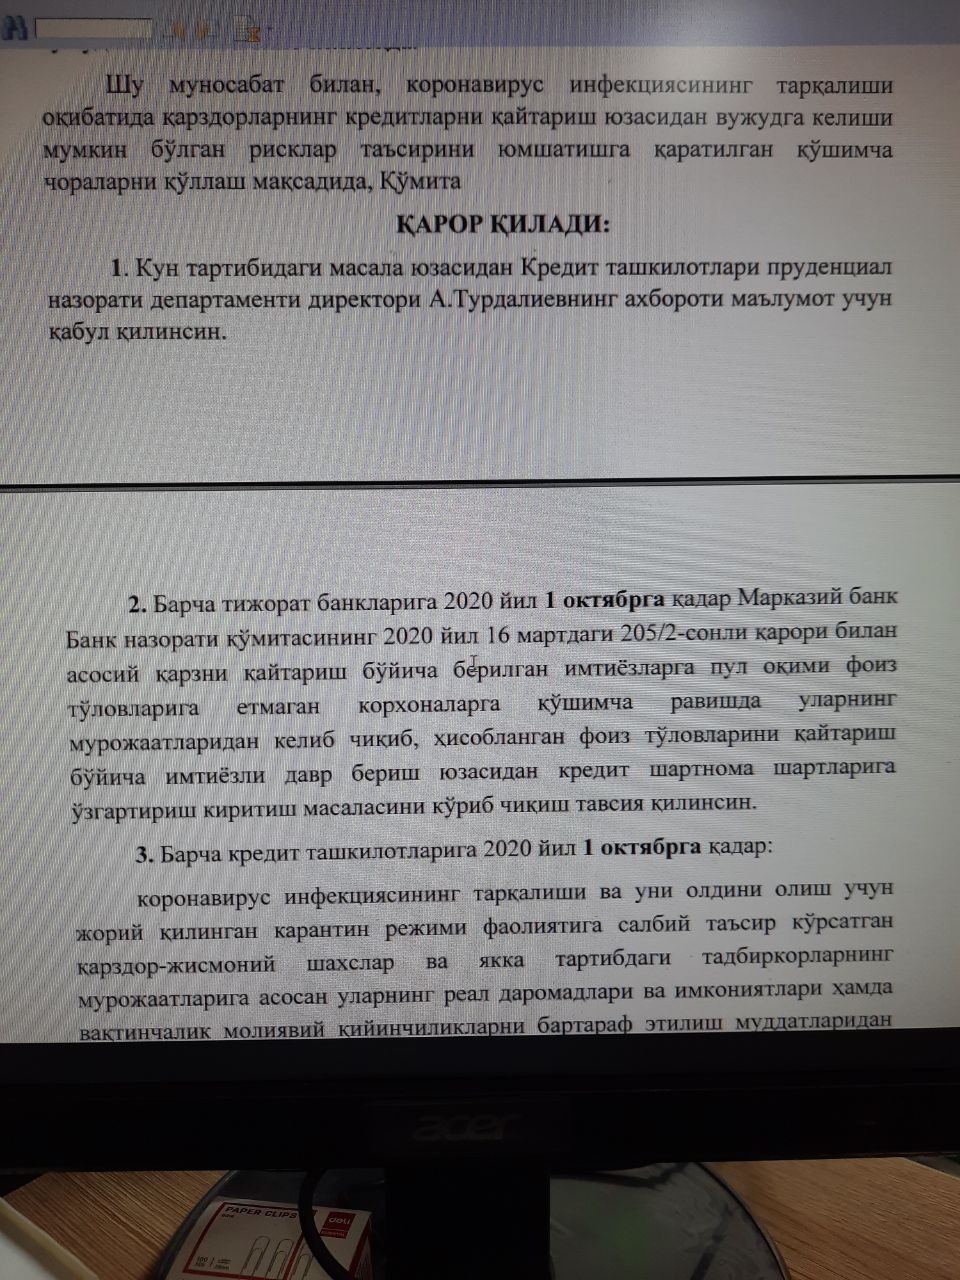 Шу муносабат билан, коронавирус инфекциясининг тарқалиши
оқибатида қарздорларнинг кредитларни қайтариш юзасидан вужудга келиши
мумкин бўлган рисклар таъсирини юмшатишга қаратилган қўшимча
чораларни қўллаш мақсадида, Қўмита
ҚАРОР ҚИЛАДИ:
1. Кун тартибидаги масала юзасидан Кредит ташкилотлари пруденциал
назорати департаменти директори А.Турдалиевнинг ахбороти маълумот учун
қабул қилинсин.
2. Барча тижорат банкларига 2020 йил 1 октябрга қадар Марказий банк
Банк назорати қўмитасининг 2020 йил 16 мартдаги 205/2-сонли қарори билан
асосий қарзни қайтариш бўйича берилган имтиёзларга пул оқими фоиз
тўловларига етмаган корхоналарга қўшимча равишда уларнинг
мурожаатларидан келиб чиқиб, ҳисобланган фоиз тўловларини қайтариш
бўйича имтиёзли давр бериш юзасидан кредит шартнома шартларига
ўзгартириш киритиш масаласини кўриб чиқиш тавсия қилинсин.
3. Барча кредит ташкилотларига 2020 йил 1 октябрга қадар:
коронавирус инфекциясининг тарқалиши ва уни олдини олиш учун
жорий қилинган карантин режими фаолиятига салбий таъсир кўрсатган
қарздор-жисмоний шахслар ва якка тартибдаги тадбиркорларнинг
мурожаатларига асосан уларнинг реал даромадлари ва имкониятлари ҳамда
вақтинчалик молиявий қийинчиликларни бартараф этилиш муддатларидан
acer
PAPER CLIPS
deli
100